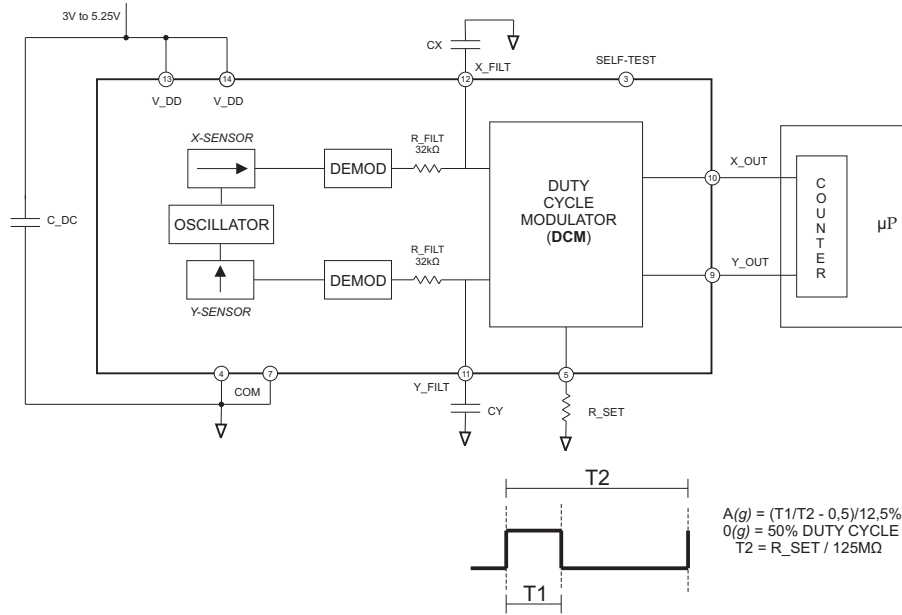 3V to 5.25V
CX
X_FILT
SELF-TEST
13
14
12
3
V_DD
V_DD
X-SENSOR
R_FILT
32kΩ
DEMOD
OSCILLATOR
DUTY
CYCLE
MODULATOR
(DCM)
X_OUT
10
COUNTER
µP
C_DC
R_FILT
32kΩ
DEMOD
Y-SENSOR
Y_OUT
9
4
7
COM
11
Y_FILT
CY
5
R_SET
T2
T1
A(g) = (T1/T2 - 0,5)/12,5%
0(g) = 50% DUTY CYCLE
T2 = R_SET / 125MΩ